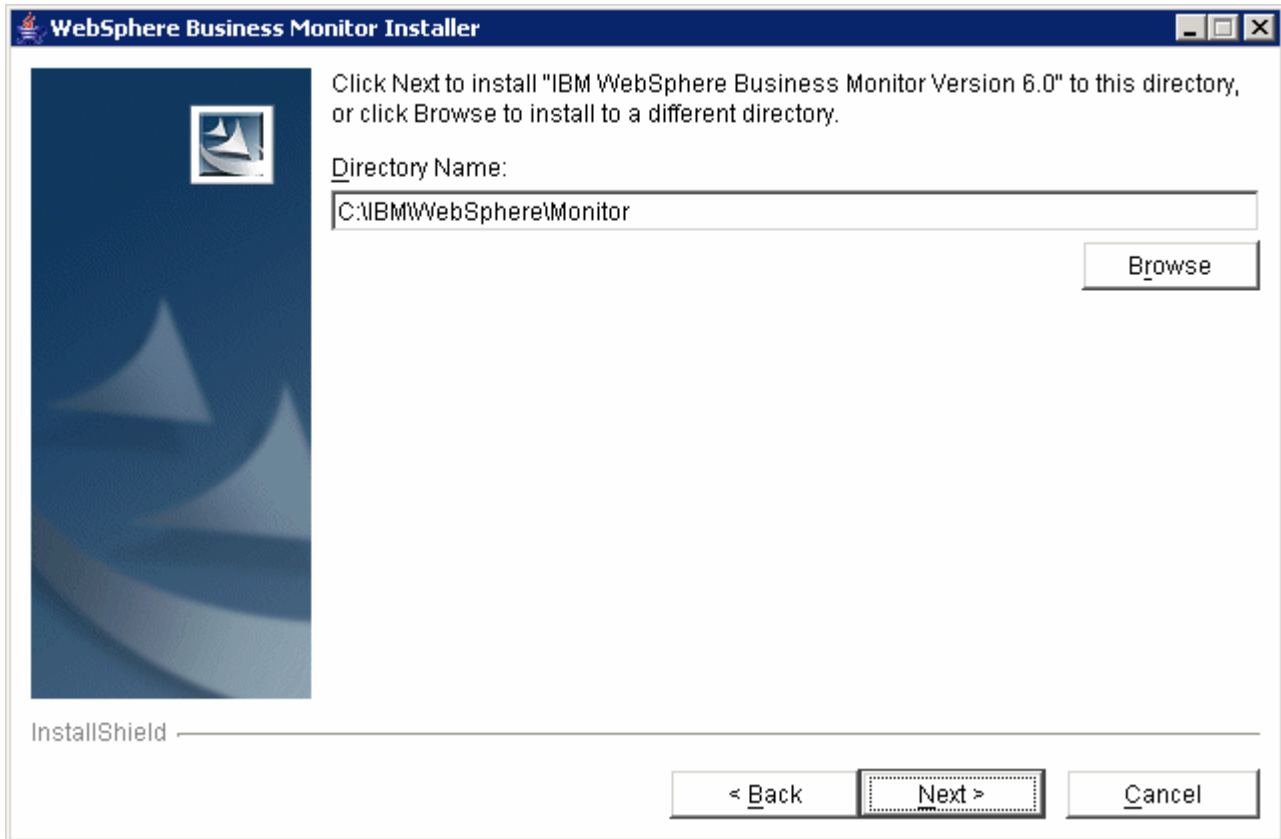 WebSphere Business Monitor Installer
Click Next to install "IBM WebSphere Business Monitor Version 6.0" to this directory,
or click Browse to install to a different directory.
Directory Name:
C:\IBM\WebSphere\Monitor
Browse
InstallShield
< Back
Next >
Cancel